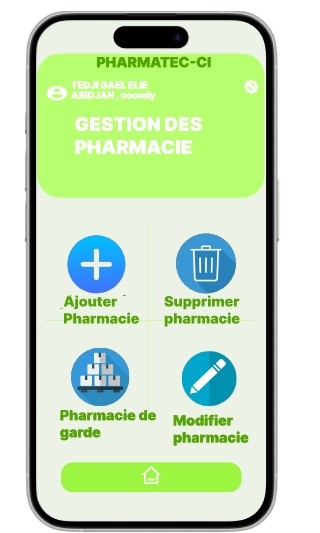 PHARMATEC-CI
TEDJI GAEL ELIE
ABIDJAN , cocody
GESTION DES
PHARMACIE
Ajouter
Pharmacie
Supprimer
pharmacie
Pharmacie de
garde
Modifier
pharmacie